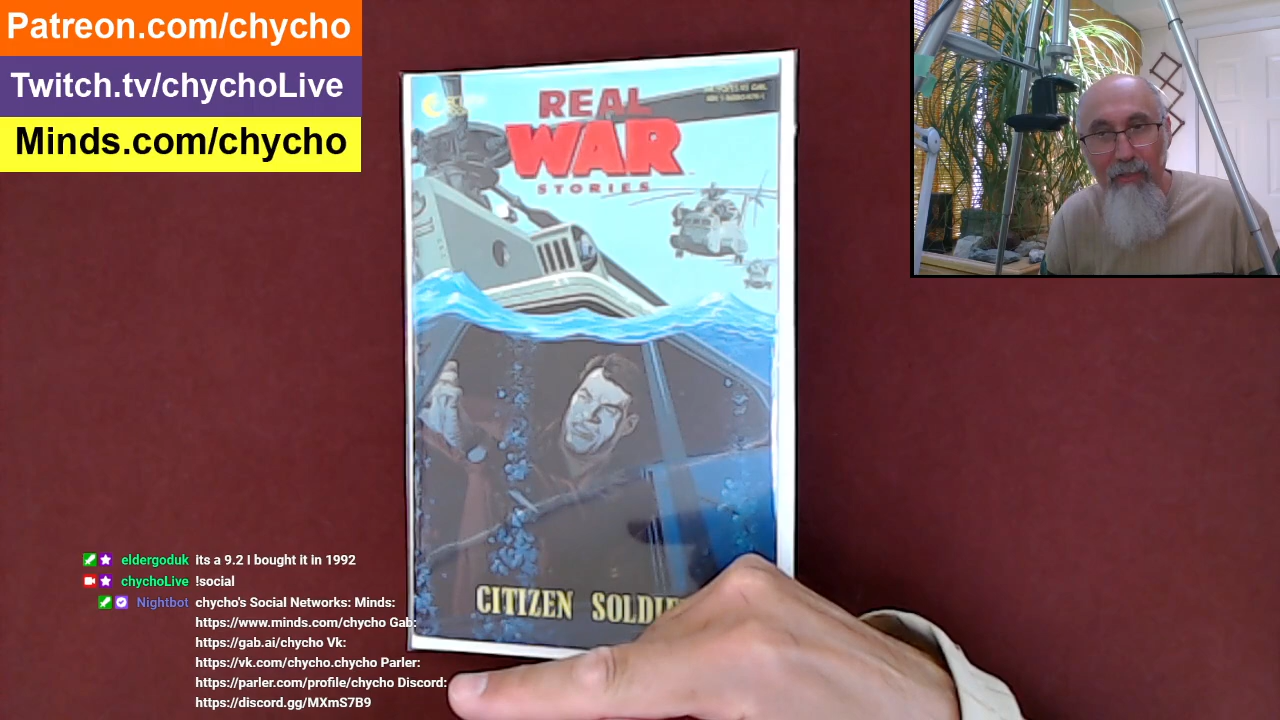 Patreon.com/chycho
Twitch.tv/chychoLive
Minds.com/chycho
REAL
WAR
STORIES
CITIZEN
eldergoduk its a 9.2 I bought it in 1992
chychoLive !social
Nightbot chycho's Social Networks: Minds:
https://www.minds.com/chycho Gab:
https://gab.ai/chycho Vk:
https://vk.com/chycho.chycho Parler:
https://parler.com/profile/chycho Discord:
https://discord.gg/MXmS7B9